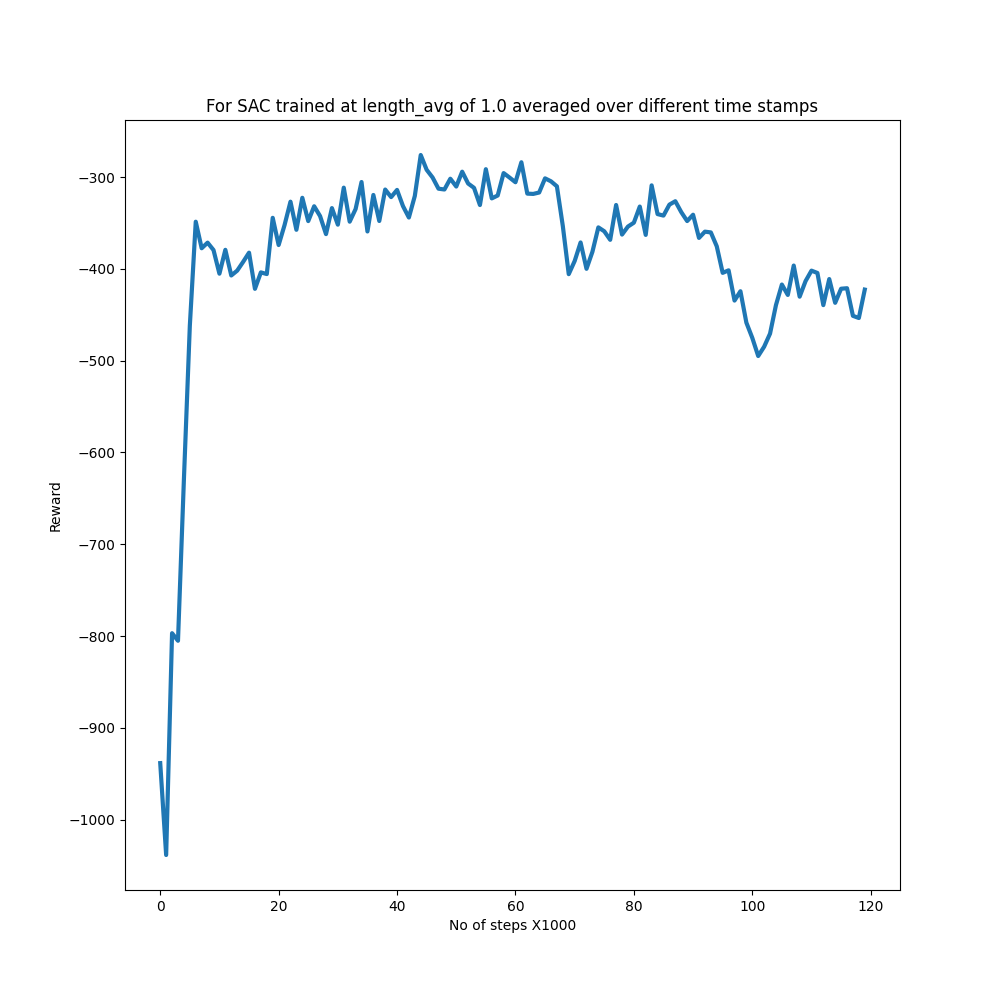 For SAC trained at length_avg of 1.0 averaged over different time stamps
−300
−400
−500
−600
−700
−800
−900
−1000
Reward
0 20 40 60 80 100 120
No of steps X1000